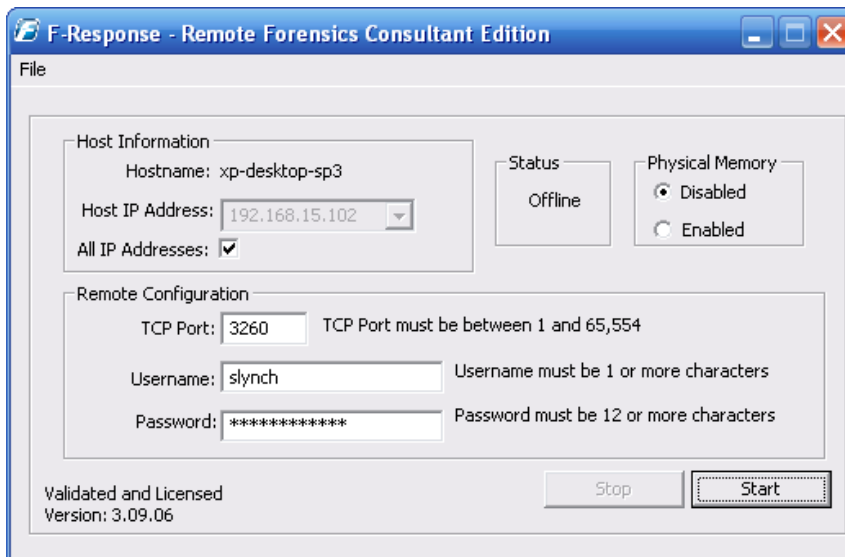 F-Response - Remote Forensics Consultant Edition
File
Host Information
Hostname: xp-desktop-sp3
Host IP Address: 192.168.15.102
All IP Addresses:
Status
Offline
Physical Memory
Disabled
Enabled
Remote Configuration
TCP Port: 3260 TCP Port must be between 1 and 65,554
Username: slynch Username must be 1 or more characters
Password: ************ Password must be 12 or more characters
Validated and Licensed
Version: 3.09.06
Stop
Start